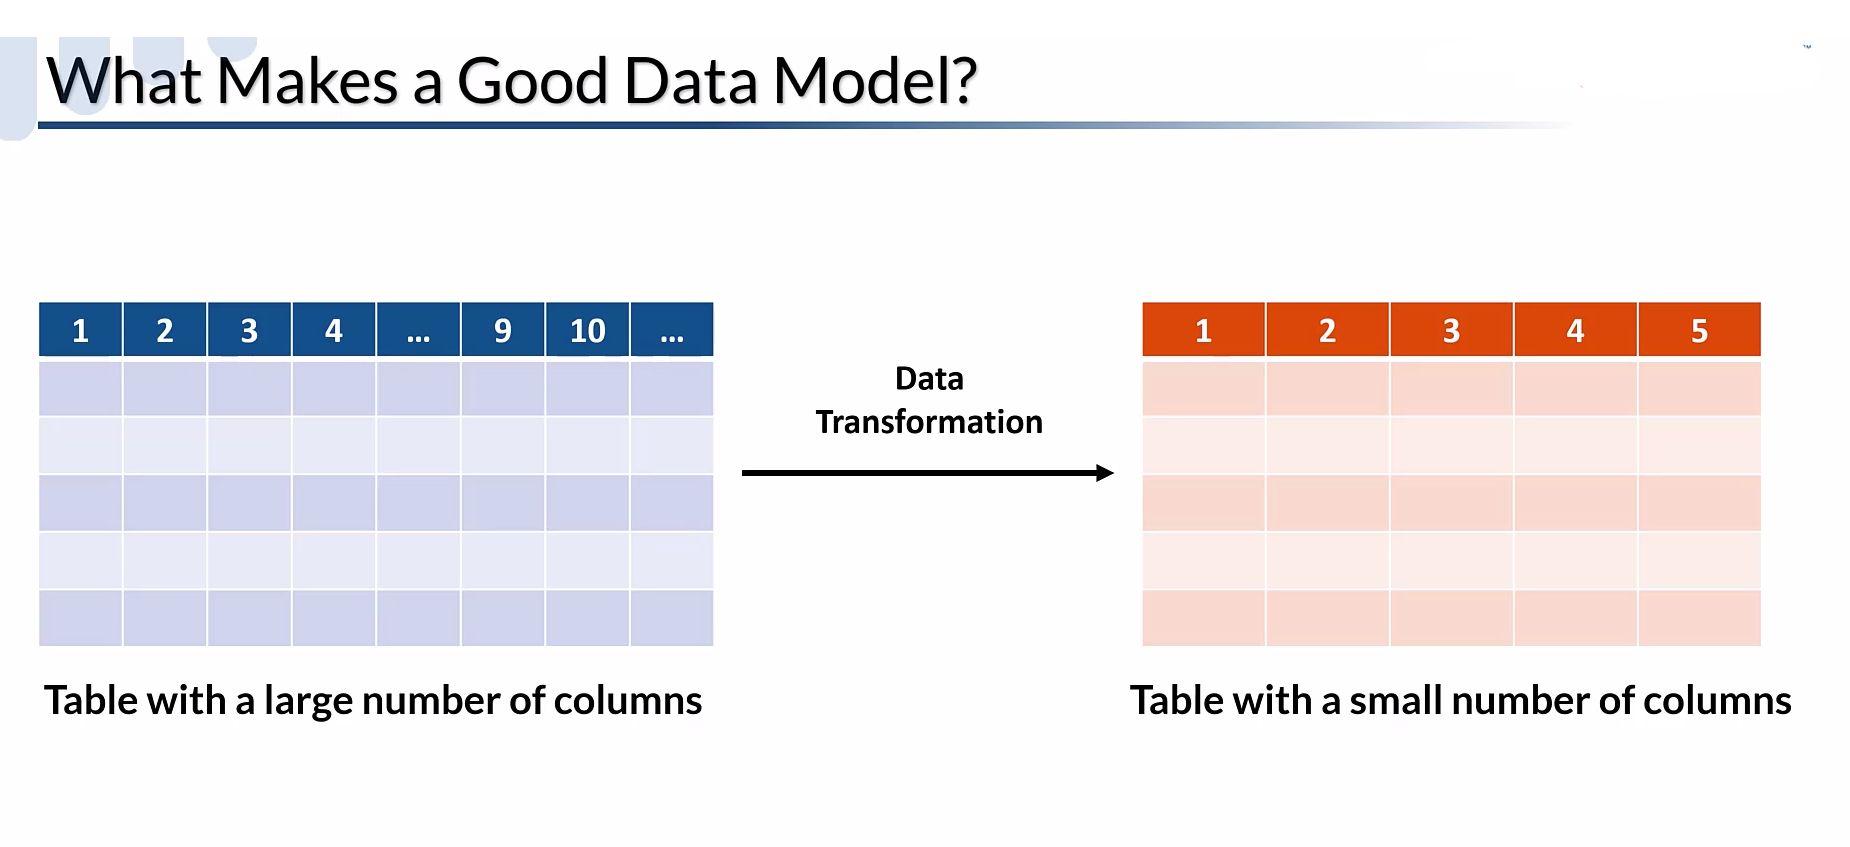 What Makes a Good Data Model?
1 2 3 4 ... 9 10 ...
Data
Transformation
1 2 3 4 5
Table with a large number of columns
Table with a small number of columns
™